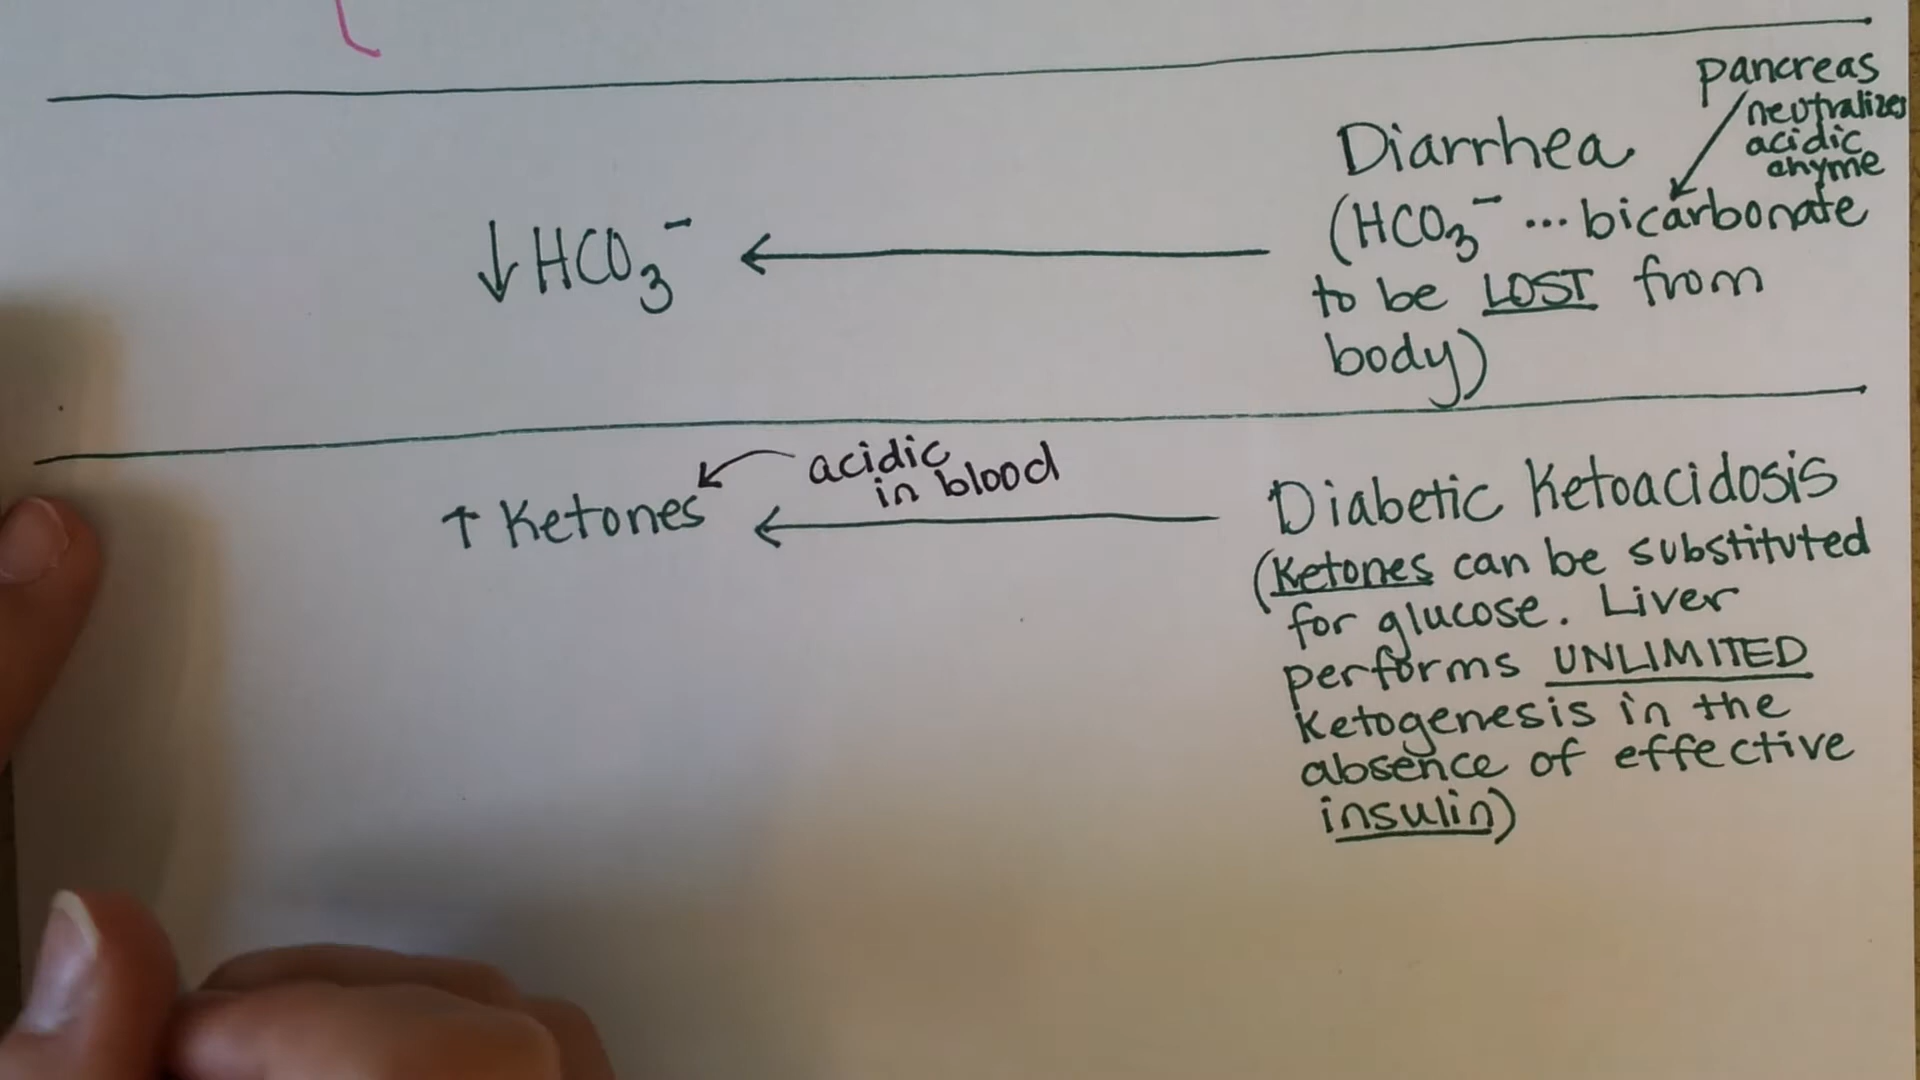 pancreas
neutralizes
acidic
chyme
Diarrhea
(HCO3⁻ ... bicarbonate
to be LOST from
body)
↓ HCO3⁻
acidic
in blood
↑ Ketones
Diabetic Ketoacidosis
(Ketones can be substituted
for glucose. Liver
performs UNLIMITED
Ketogenesis in the
absence of effective
insulin)